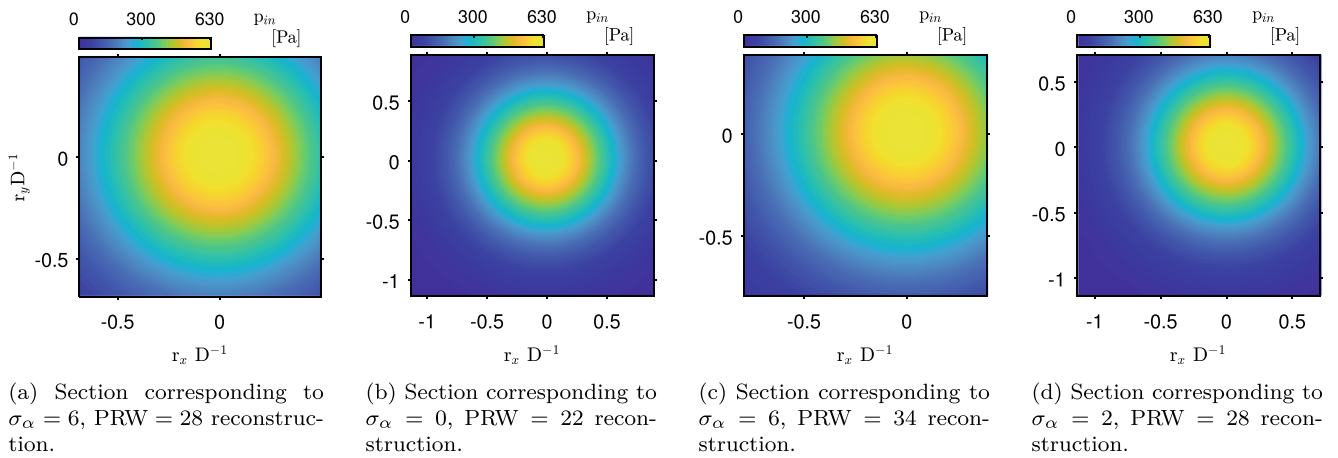 0 300 630 p_in
[Pa]
0 300 630 p_in
[Pa]
0 300 630 p_in
[Pa]
0 300 630 p_in
[Pa]
r_y D⁻¹
0
-0.5
-0.5 0
r_x D⁻¹
0.5
0
-0.5
-1
-1 -0.5 0 0.5
r_x D⁻¹
0
-0.5
-0.5 0
r_x D⁻¹
0.5
0
-0.5
-1
-1 -0.5 0 0.5
r_x D⁻¹
(a) Section corresponding to
σ_α = 6, PRW = 28 reconstruc-
tion.
(b) Section corresponding to
σ_α = 0, PRW = 22 recon-
struction.
(c) Section corresponding to
σ_α = 6, PRW = 34 recon-
struction.
(d) Section corresponding to
σ_α = 2, PRW = 28 recon-
struction.